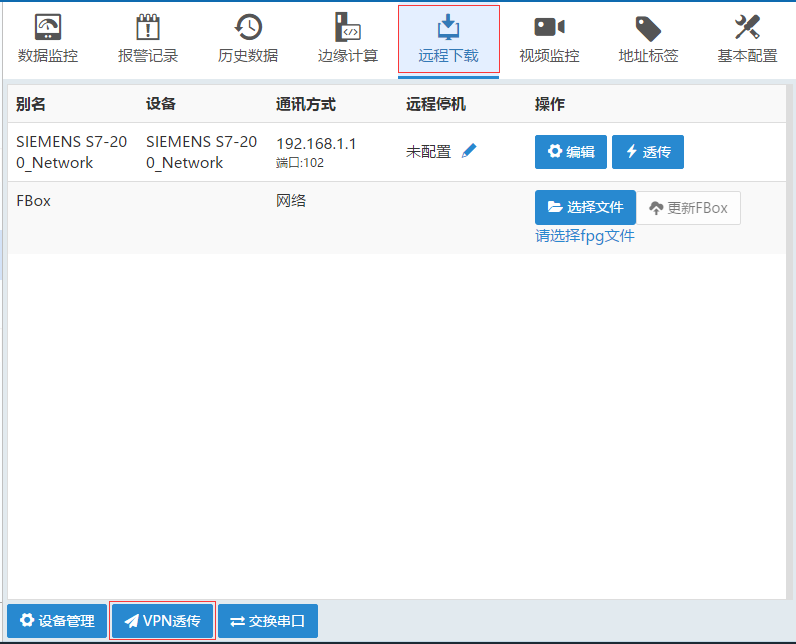 数据监控 报警记录 历史数据 边缘计算 远程下载 视频监控 地址标签 基本配置
别名 设备 通讯方式 远程停机 操作
SIEMENS S7-20 SIEMENS S7-20 192.168.1.1
0_Network 0_Network 端口:102
未配置 编辑 透传
FBox 网络 选择文件 更新FBox
请选择fpg文件
设备管理 VPN透传 交换串口